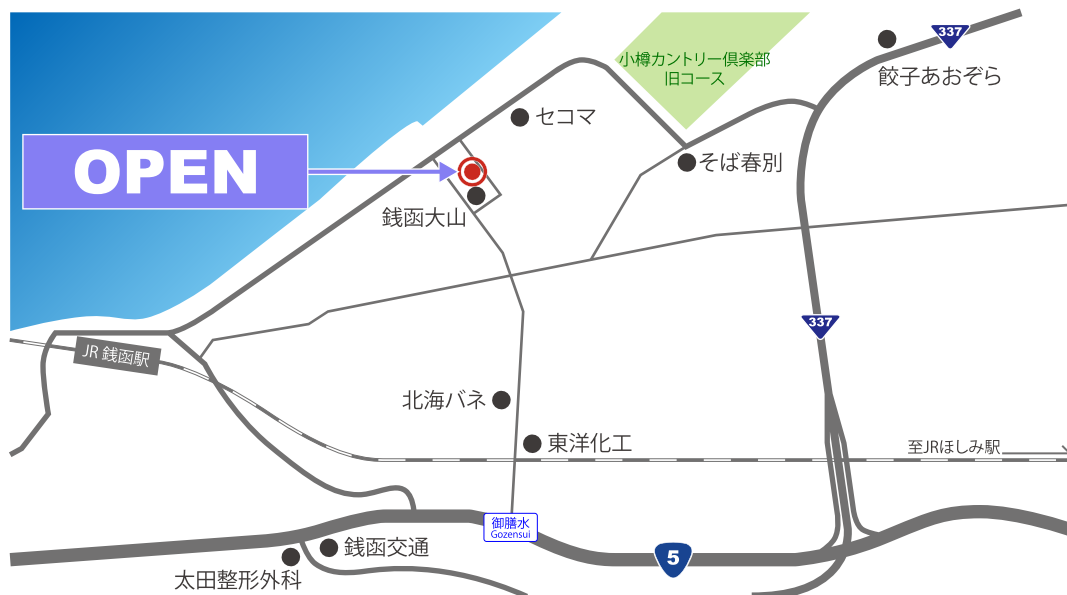 337
小樽カントリー倶楽部
旧コース
餃子あおぞら
セコマ
OPEN
そば春別
銭函大山
337
JR 銭函駅
北海バネ
東洋化工
至JRほしみ駅
御膳水
Gozensui
銭函交通
5
太田整形外科